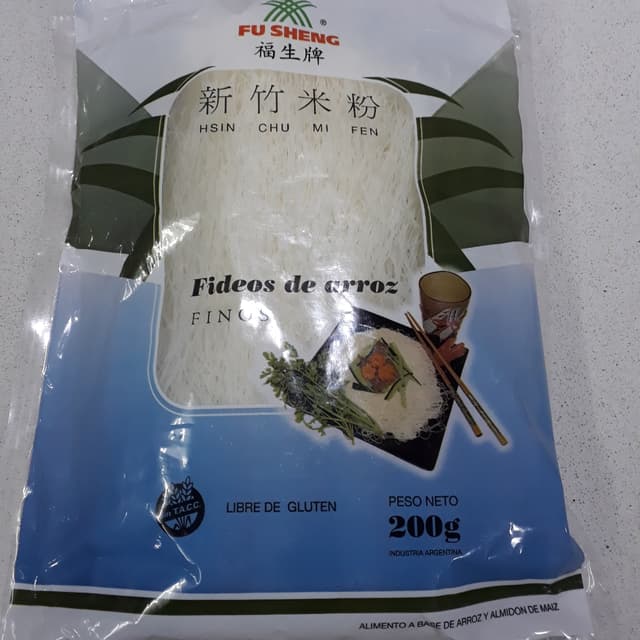 FU SHENG
®
福生牌
新竹米粉
HSIN CHU MI FEN
Fideos de arroz
FINOS
LIBRE DE GLUTEN
PESO NETO
200g
INDUSTRIA ARGENTINA
ALIMENTO A BASE DE ARROZ Y ALMIDON DE MAIZ